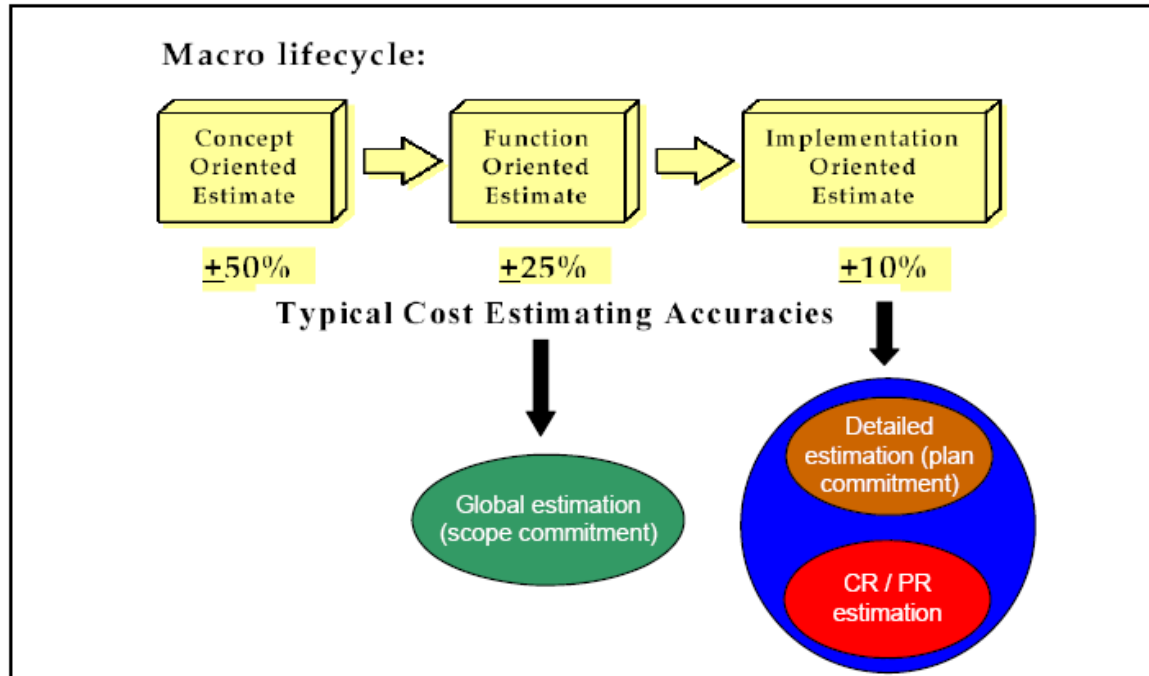 Macro lifecycle:
Concept
Oriented
Estimate
Function
Oriented
Estimate
Implementation
Oriented
Estimate
±50%
±25%
±10%
Typical Cost Estimating Accuracies
Global estimation
(scope commitment)
Detailed
estimation (plan
commitment)
CR / PR
estimation